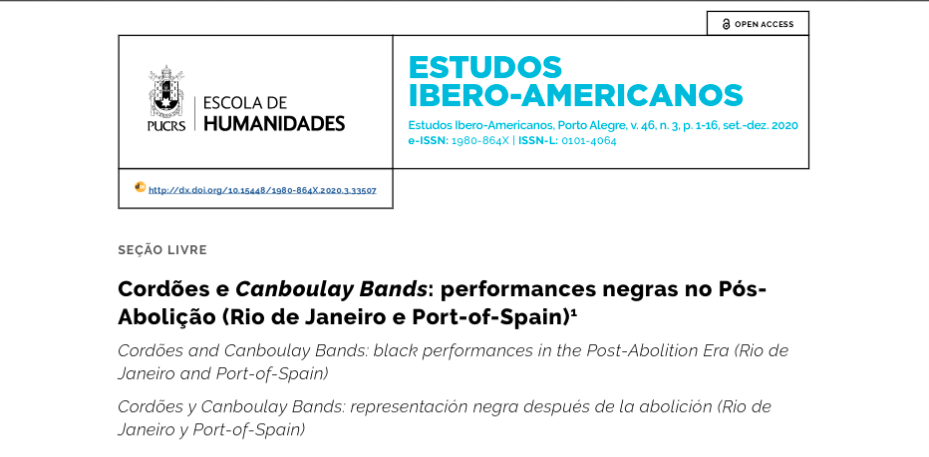 OPEN ACCESS
PUCRS
ESCOLA DE
HUMANIDADES
ESTUDOS
IBERO-AMERICANOS
Estudos Ibero-Americanos, Porto Alegre, v. 46, n. 3, p. 1-16, set.-dez. 2020
e-ISSN: 1980-864X | ISSN-L: 0101-4064
http://dx.doi.org/10.15448/1980-864X.2020.3.33507
SEÇÃO LIVRE
Cordões e Canboulay Bands: performances negras no Pós-
Abolição (Rio de Janeiro e Port-of-Spain)¹
Cordões and Canboulay Bands: black performances in the Post-Abolition Era (Rio de
Janeiro and Port-of-Spain)
Cordões y Canboulay Bands: representación negra después de la abolición (Rio de
Janeiro y Port-of-Spain)